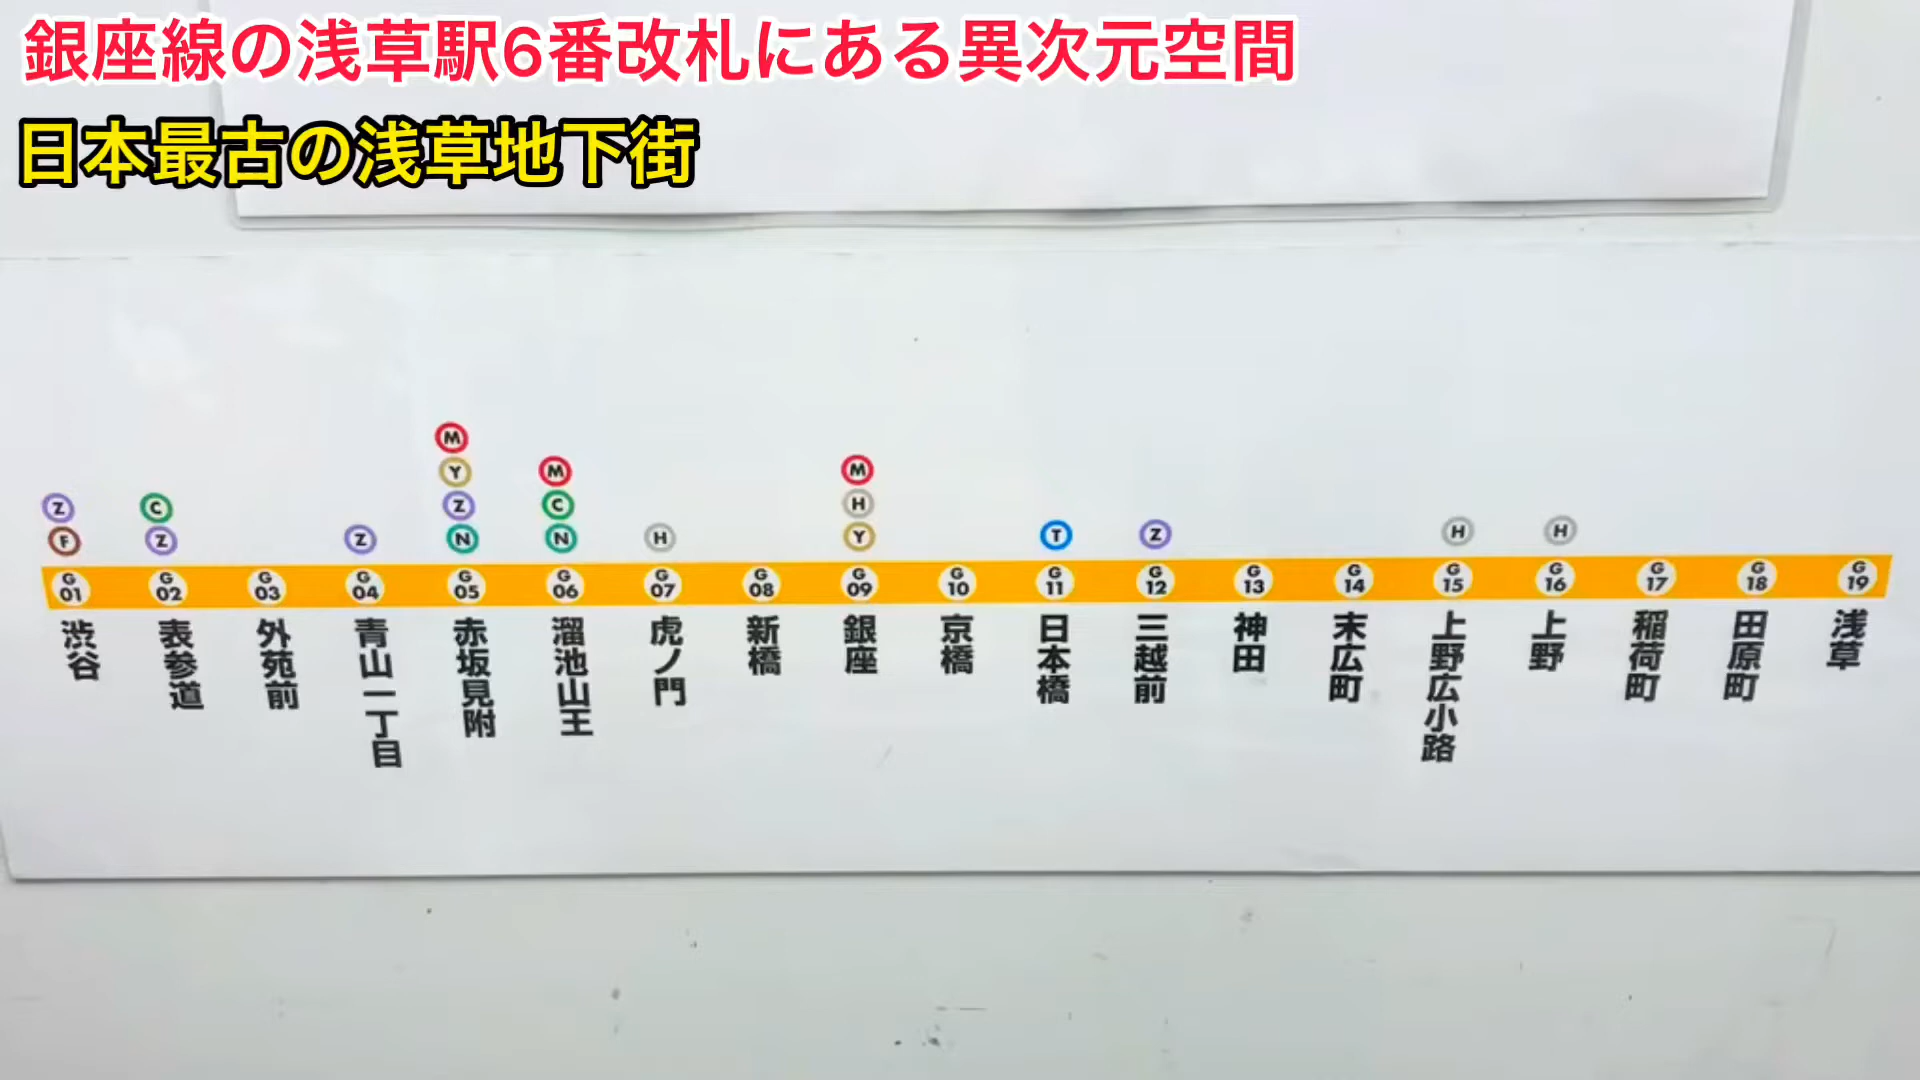 銀座線の浅草駅6番改札にある異次元空間
日本最古の浅草地下街
M
Y
M
M
Z
C
Z
C
H
F
Z
Z
N
N
H
Y
T
Z
H
H
G 01
G 02
G 03
G 04
G 05
G 06
G 07
G 08
G 09
G 10
G 11
G 12
G 13
G 14
G 15
G 16
G 17
G 18
G 19
渋谷
表参道
外苑前
青山一丁目
赤坂見附
溜池山王
虎ノ門
新橋
銀座
京橋
日本橋
三越前
神田
末広町
上野広小路
上野
稲荷町
田原町
浅草